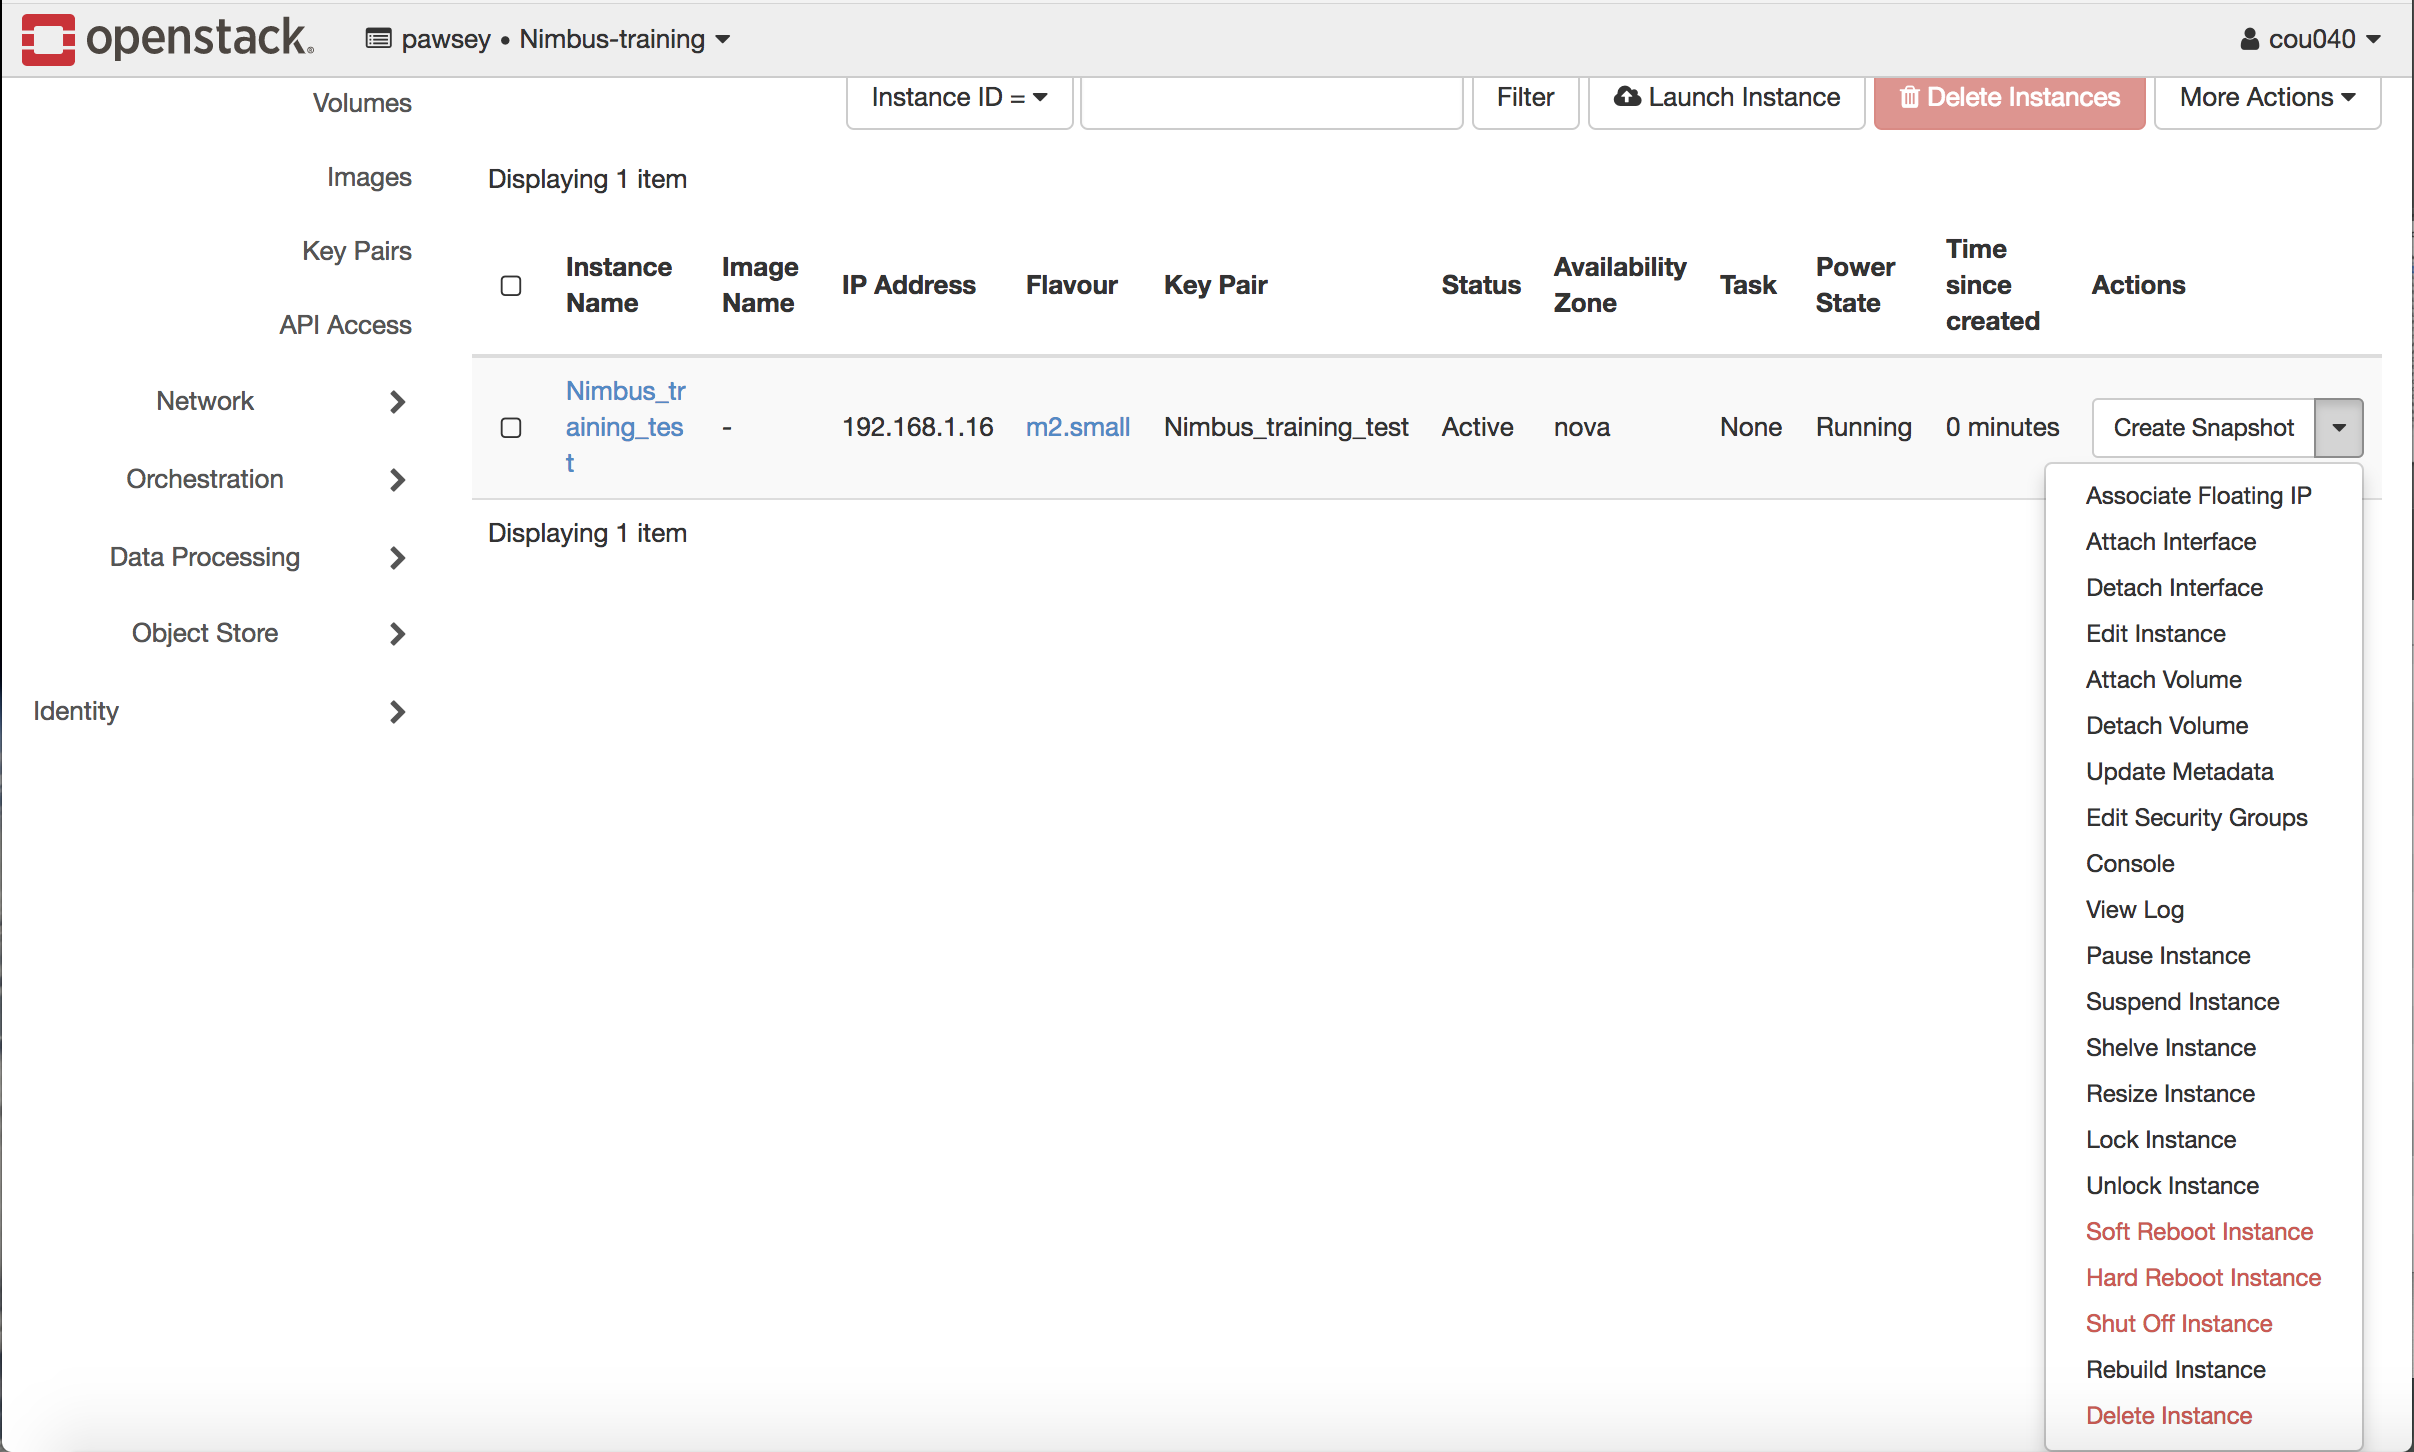 openstack.
pawsey • Nimbus-training
cou040
Volumes
Images
Key Pairs
API Access
Network
Orchestration
Data Processing
Object Store
Identity
Instance ID =
Filter
Launch Instance
Delete Instances
More Actions
Displaying 1 item
Instance
Name
Image
Name
IP Address
Flavour
Key Pair
Status
Availability
Zone
Task
Power
State
Time
since
created
Actions
Nimbus_tr
aining_tes
t
-
192.168.1.16
m2.small
Nimbus_training_test
Active
nova
None
Running
0 minutes
Create Snapshot
Displaying 1 item
Associate Floating IP
Attach Interface
Detach Interface
Edit Instance
Attach Volume
Detach Volume
Update Metadata
Edit Security Groups
Console
View Log
Pause Instance
Suspend Instance
Shelve Instance
Resize Instance
Lock Instance
Unlock Instance
Soft Reboot Instance
Hard Reboot Instance
Shut Off Instance
Rebuild Instance
Delete Instance